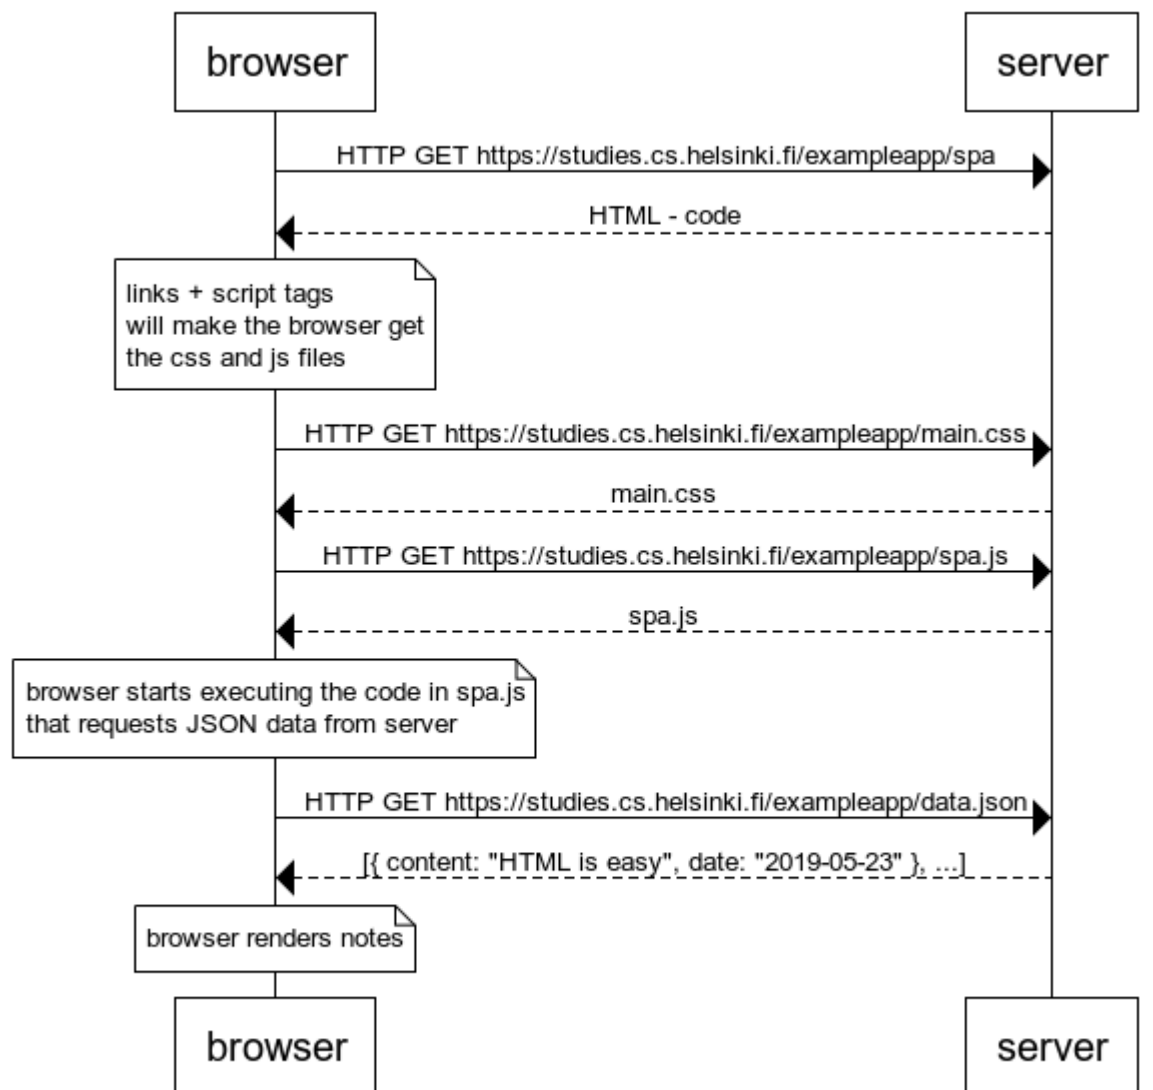 browser
server
HTTP GET https://studies.cs.helsinki.fi/exampleapp/spa
HTML - code
links + script tags
will make the browser get
the css and js files
HTTP GET https://studies.cs.helsinki.fi/exampleapp/main.css
main.css
HTTP GET https://studies.cs.helsinki.fi/exampleapp/spa.js
spa.js
browser starts executing the code in spa.js
that requests JSON data from server
HTTP GET https://studies.cs.helsinki.fi/exampleapp/data.json
[{ content: "HTML is easy", date: "2019-05-23" }, ...]
browser renders notes
browser
server